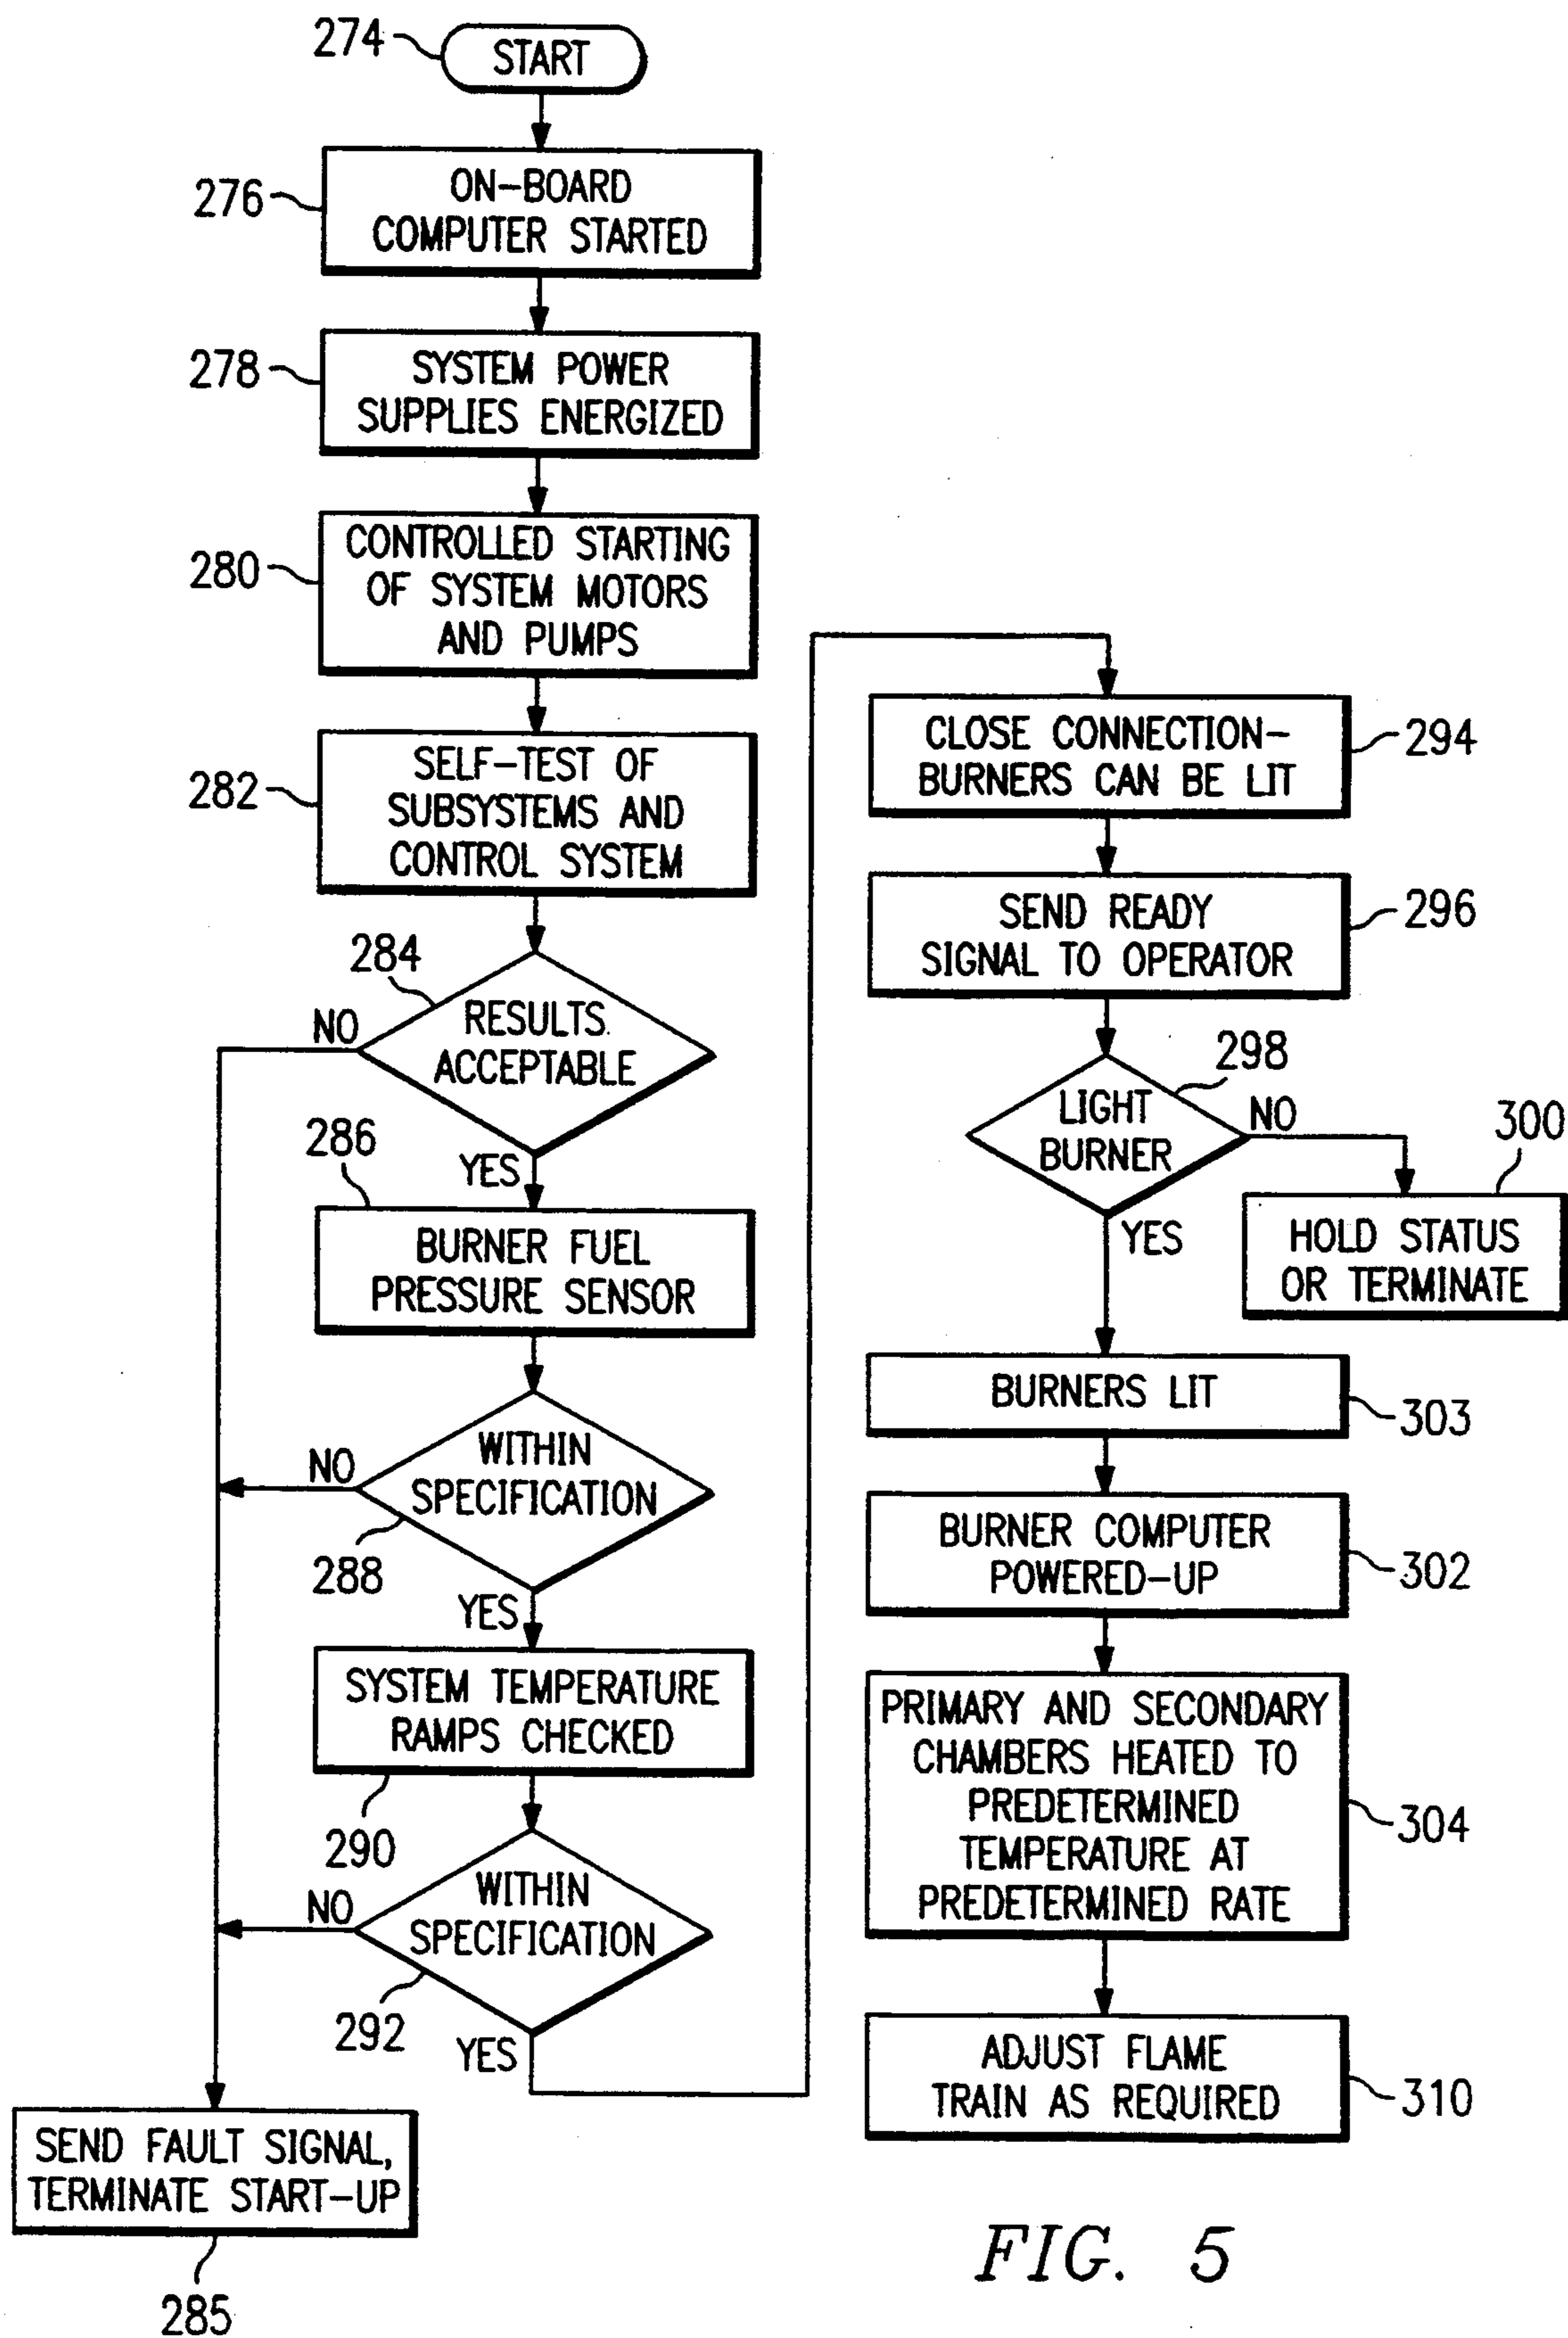 274
START
276
ON-BOARD
COMPUTER STARTED
278
SYSTEM POWER
SUPPLIES ENERGIZED
280
CONTROLLED STARTING
OF SYSTEM MOTORS
AND PUMPS
282
SELF-TEST OF
SUBSYSTEMS AND
CONTROL SYSTEM
284
RESULTS
ACCEPTABLE
NO
YES
286
BURNER FUEL
PRESSURE SENSOR
WITHIN
SPECIFICATION
NO
288
YES
SYSTEM TEMPERATURE
RAMPS CHECKED
290
WITHIN
SPECIFICATION
NO
292
YES
SEND FAULT SIGNAL,
TERMINATE START-UP
285
CLOSE CONNECTION-
BURNERS CAN BE LIT
294
SEND READY
SIGNAL TO OPERATOR
296
298
LIGHT
BURNER
NO
YES
300
HOLD STATUS
OR TERMINATE
BURNERS LIT
303
BURNER COMPUTER
POWERED-UP
302
PRIMARY AND SECONDARY
CHAMBERS HEATED TO
PREDETERMINED
TEMPERATURE AT
PREDETERMINED RATE
304
ADJUST FLAME
TRAIN AS REQUIRED
310
FIG. 5